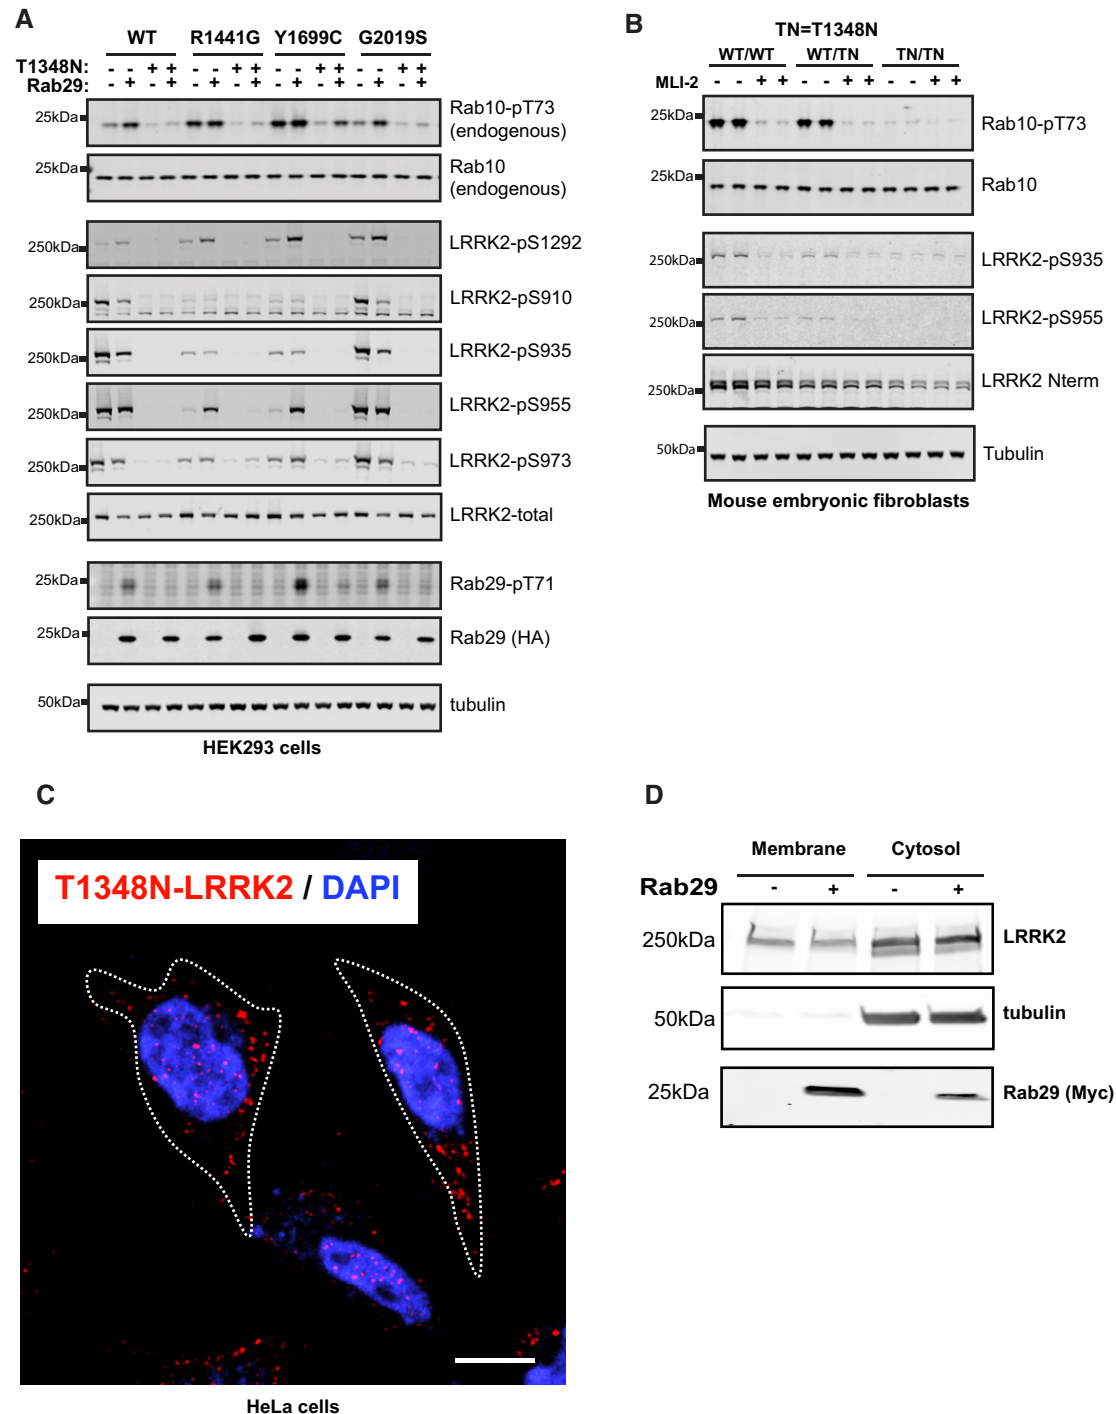 A
WT R1441G Y1699C G2019S
T1348N: - - + + - - + + - - + + - - + +
Rab29: - + - + - + - + - + - + - + - +
25kDa
Rab10-pT73
(endogenous)
25kDa
Rab10
(endogenous)
250kDa
LRRK2-pS1292
250kDa
LRRK2-pS910
250kDa
LRRK2-pS935
250kDa
LRRK2-pS955
250kDa
LRRK2-pS973
250kDa
LRRK2-total
25kDa
Rab29-pT71
25kDa
Rab29 (HA)
50kDa
tubulin
HEK293 cells
B
TN=T1348N
WT/WT WT/TN TN/TN
MLI-2 - - + + - - + + - - + +
25kDa
Rab10-pT73
25kDa
Rab10
250kDa
LRRK2-pS935
250kDa
LRRK2-pS955
250kDa
LRRK2 Nterm
50kDa
Tubulin
Mouse embryonic fibroblasts
C
T1348N-LRRK2 / DAPI
HeLa cells
D
Membrane Cytosol
Rab29 - + - +
250kDa
LRRK2
50kDa
tubulin
25kDa
Rab29 (Myc)